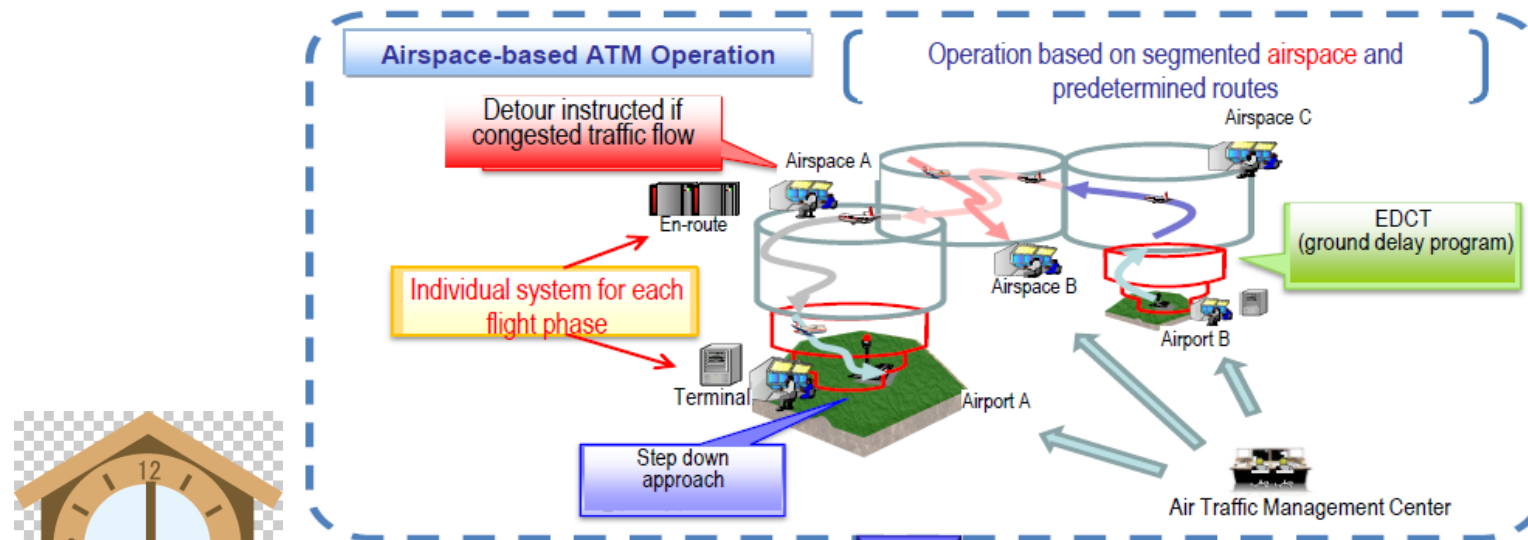 Airspace-based ATM Operation
Operation based on segmented airspace and
predetermined routes
Detour instructed if
congested traffic flow
Airspace C
Airspace A
En-route
EDCT
(ground delay program)
Individual system for each
flight phase
Airspace B
Airport B
Terminal
Airport A
Step down
approach
Air Traffic Management Center
12